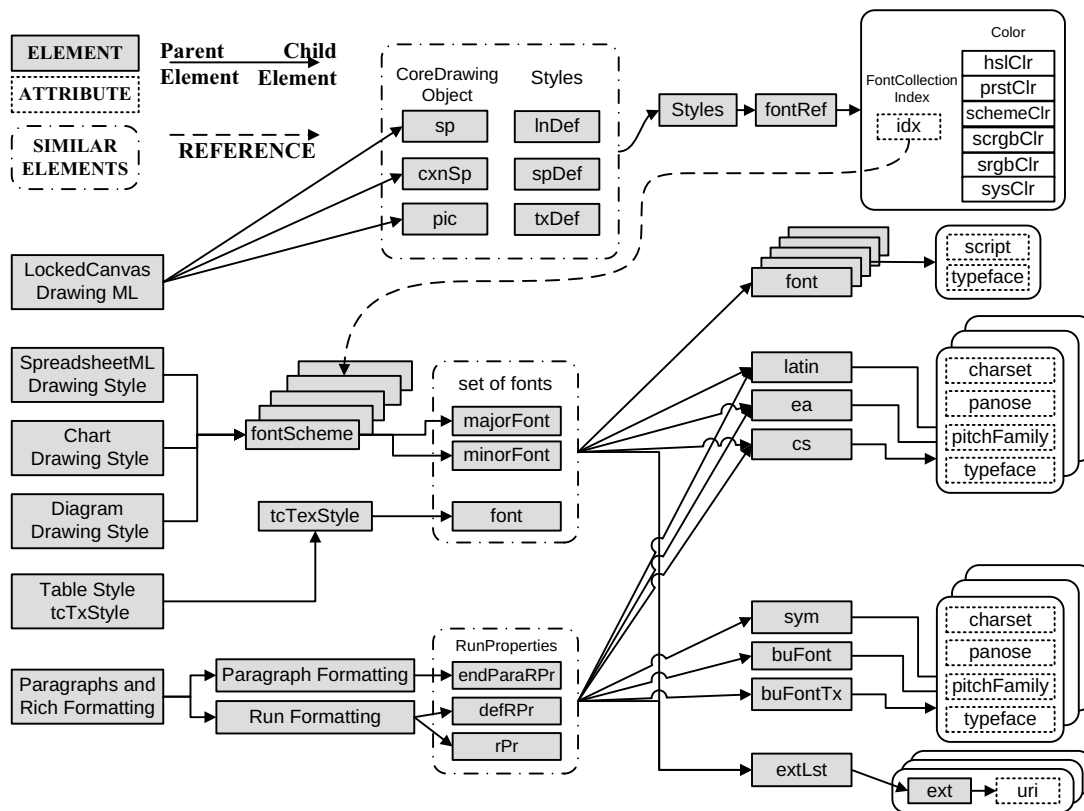 ELEMENT
ATTRIBUTE
SIMILAR
ELEMENTS
Parent Child
Element Element
REFERENCE
CoreDrawing
Object
Styles
sp
lnDef
cxnSp
spDef
pic
txDef
Styles
fontRef
FontCollection
Index
idx
Color
hslClr
prstClr
schemeClr
scrgbClr
srgbClr
sysClr
LockedCanvas
Drawing ML
font
script
typeface
SpreadsheetML
Drawing Style
Chart
Drawing Style
Diagram
Drawing Style
Table Style
tcTxStyle
fontScheme
tcTexStyle
set of fonts
majorFont
minorFont
font
latin
ea
cs
charset
panose
pitchFamily
typeface
Paragraphs and
Rich Formatting
Paragraph Formatting
Run Formatting
RunProperties
endParaRPr
defRPr
rPr
sym
buFont
buFontTx
extLst
charset
panose
pitchFamily
typeface
ext
uri